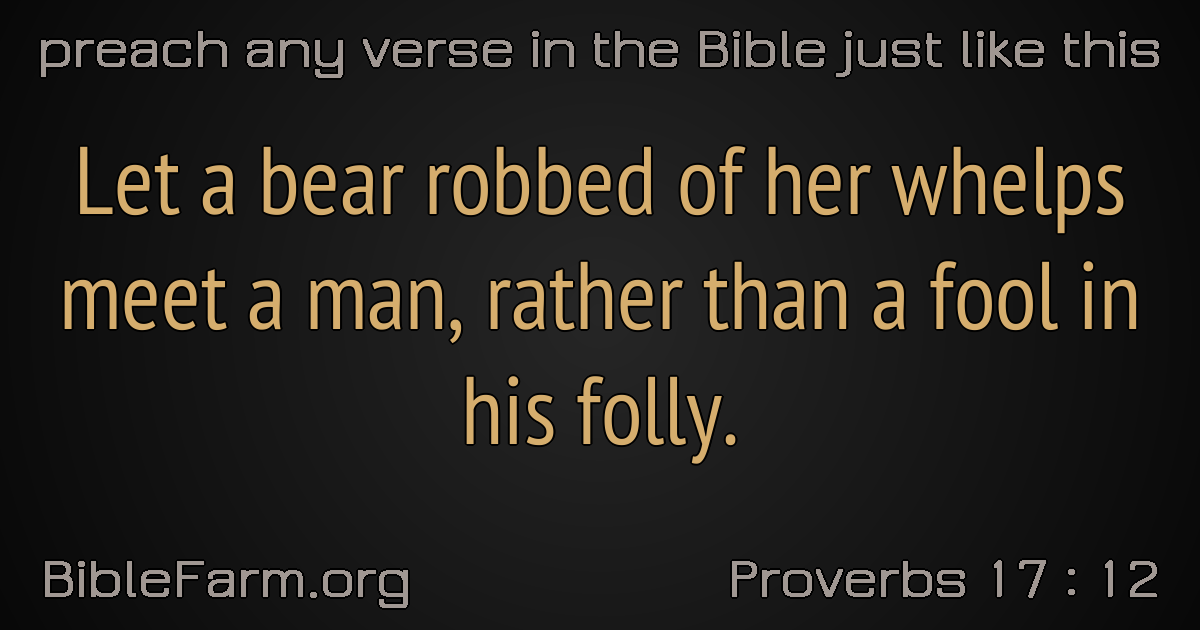 preach any verse in the Bible just like this
Let a bear robbed of her whelps
meet a man, rather than a fool in
his folly.
BibleFarm.org
Proverbs 17 : 12